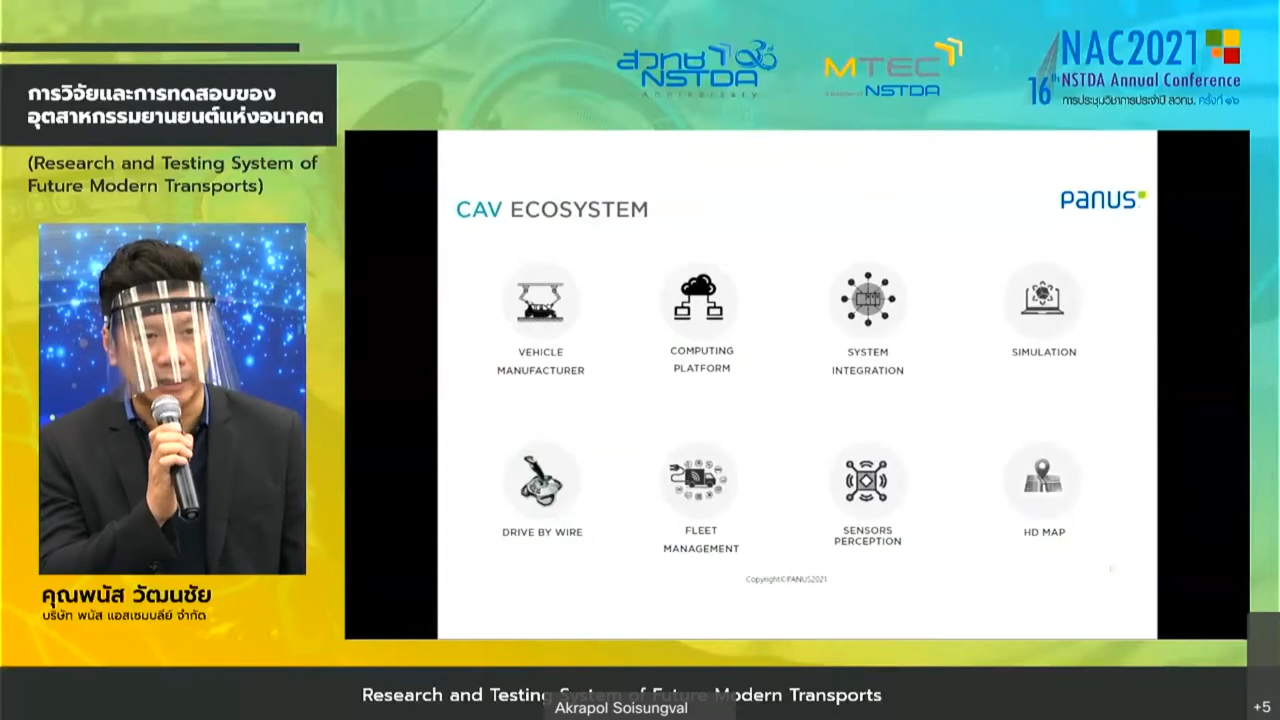 การวิจัยและการทดสอบของ
อุตสาหกรรมยานยนต์แห่งอนาคต
(Research and Testing System of
Future Modern Transports)
สวทช 30
NSTDA
Anniversary
MTEC
NSTDA
NAC2021
16th NSTDA Annual Conference
การประชุมวิชาการประจำปี สวทช. ครั้งที่ ๑๖
CAV ECOSYSTEM
PANUS
VEHICLE
MANUFACTURER
COMPUTING
PLATFORM
SYSTEM
INTEGRATION
SIMULATION
DRIVE BY WIRE
FLEET
MANAGEMENT
SENSORS
PERCEPTION
HD MAP
Copyright©PANUS2021
คุณพนัส วัฒนชัย
บริษัท พนัส แอสเซมบลีย์ จำกัด
Research and Testing System of Future Modern Transports
Akrapol Soisungval
+5